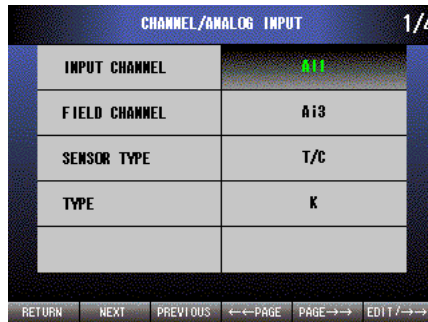 CHANNEL/ANALOG INPUT 1/4
INPUT CHANNEL Ai1
FIELD CHANNEL Ai3
SENSOR TYPE T/C
TYPE K
RETURN NEXT PREVIOUS ←←PAGE PAGE→→ EDIT/→→